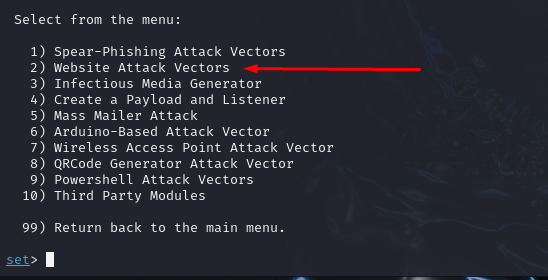 Select from the menu:
1) Spear-Phishing Attack Vectors
2) Website Attack Vectors
3) Infectious Media Generator
4) Create a Payload and Listener
5) Mass Mailer Attack
6) Arduino-Based Attack Vector
7) Wireless Access Point Attack Vector
8) QRCode Generator Attack Vector
9) Powershell Attack Vectors
10) Third Party Modules
99) Return back to the main menu.
set>